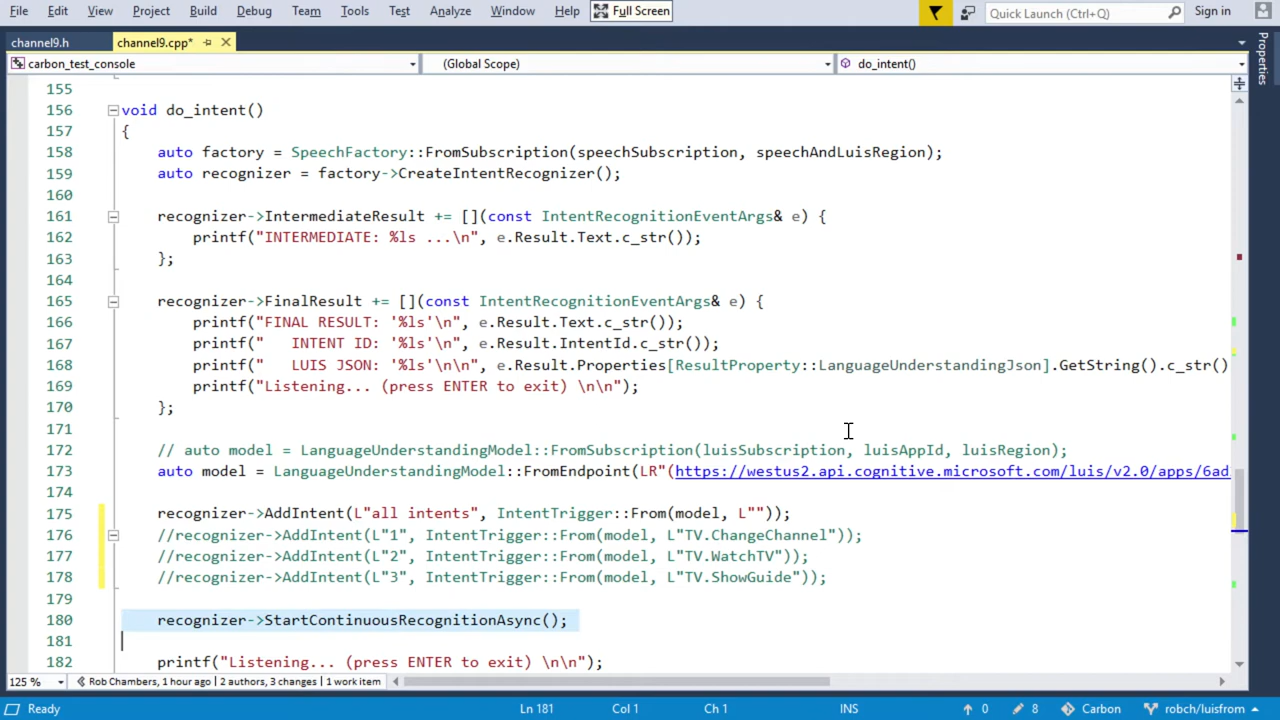 File Edit View Project Build Debug Team Tools Test Analyze Window Help Full Screen Quick Launch (Ctrl+Q) Sign in
channel9.h channel9.cpp*
carbon_test_console (Global Scope) do_intent()
Properties
155
156 void do_intent()
157 {
158 auto factory = SpeechFactory::FromSubscription(speechSubscription, speechAndLuisRegion);
159 auto recognizer = factory->CreateIntentRecognizer();
160
161 recognizer->IntermediateResult += [](const IntentRecognitionEventArgs& e) {
162 printf("INTERMEDIATE: %ls ...\n", e.Result.Text.c_str());
163 };
164
165 recognizer->FinalResult += [](const IntentRecognitionEventArgs& e) {
166 printf("FINAL RESULT: '%ls'\n", e.Result.Text.c_str());
167 printf("   INTENT ID: '%ls'\n", e.Result.IntentId.c_str());
168 printf("   LUIS JSON: '%ls'\n\n", e.Result.Properties[ResultProperty::LanguageUnderstandingJson].GetString().c_str()
169 printf("Listening... (press ENTER to exit) \n\n");
170 };
171
172 // auto model = LanguageUnderstandingModel::FromSubscription(luisSubscription, luisAppId, luisRegion);
173 auto model = LanguageUnderstandingModel::FromEndpoint(LR"(https://westus2.api.cognitive.microsoft.com/luis/v2.0/apps/6ad
174
175 recognizer->AddIntent(L"all intents", IntentTrigger::From(model, L""));
176 //recognizer->AddIntent(L"1", IntentTrigger::From(model, L"TV.ChangeChannel"));
177 //recognizer->AddIntent(L"2", IntentTrigger::From(model, L"TV.WatchTV"));
178 //recognizer->AddIntent(L"3", IntentTrigger::From(model, L"TV.ShowGuide"));
179
180 recognizer->StartContinuousRecognitionAsync();
181
182 printf("Listening... (press ENTER to exit) \n\n");
125 % Rob Chambers, 1 hour ago | 2 authors, 3 changes | 1 work item
Ready Ln 181 Col 1 Ch 1 INS 0 8 Carbon robch/luisfrom